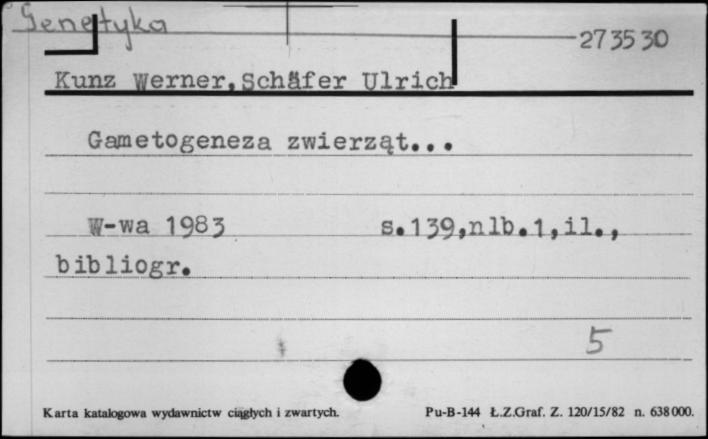 Genetyka
273530
Kunz Werner,Schäfer Ulrich
Gametogeneza zwierząt...
W-wa 1983 s.139,nlb.1,il.,
bibliogr.
5
Karta katalogowa wydawnictw ciągłych i zwartych. Pu-B-144 Ł.Z.Graf. Z. 120/15/82 n. 638000.